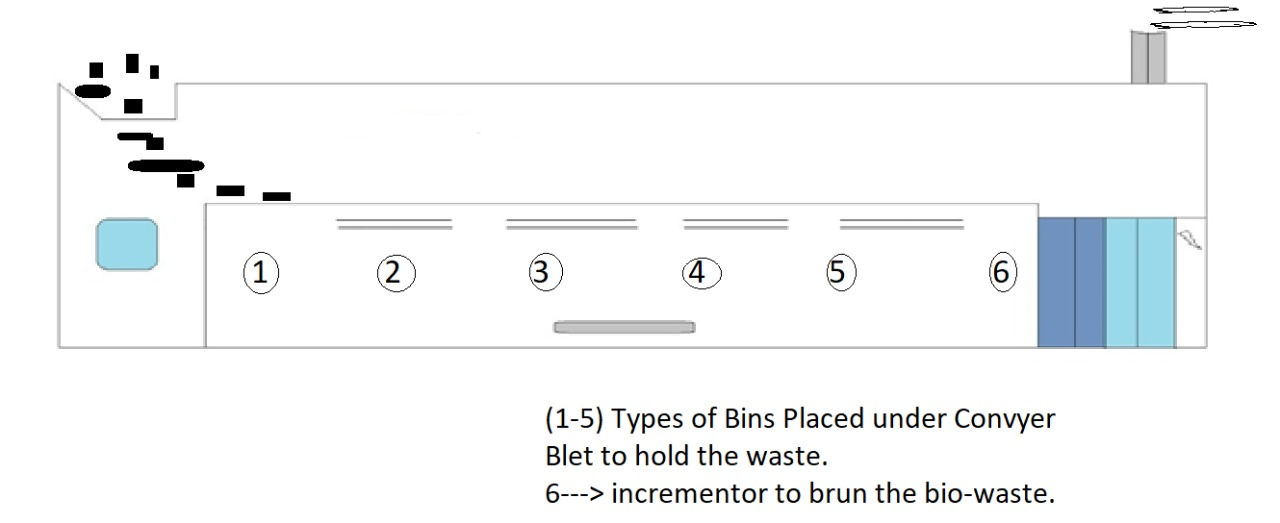 1 2 3 4 5 6
(1-5) Types of Bins Placed under Convyer
Blet to hold the waste.
6---> incrementor to brun the bio-waste.